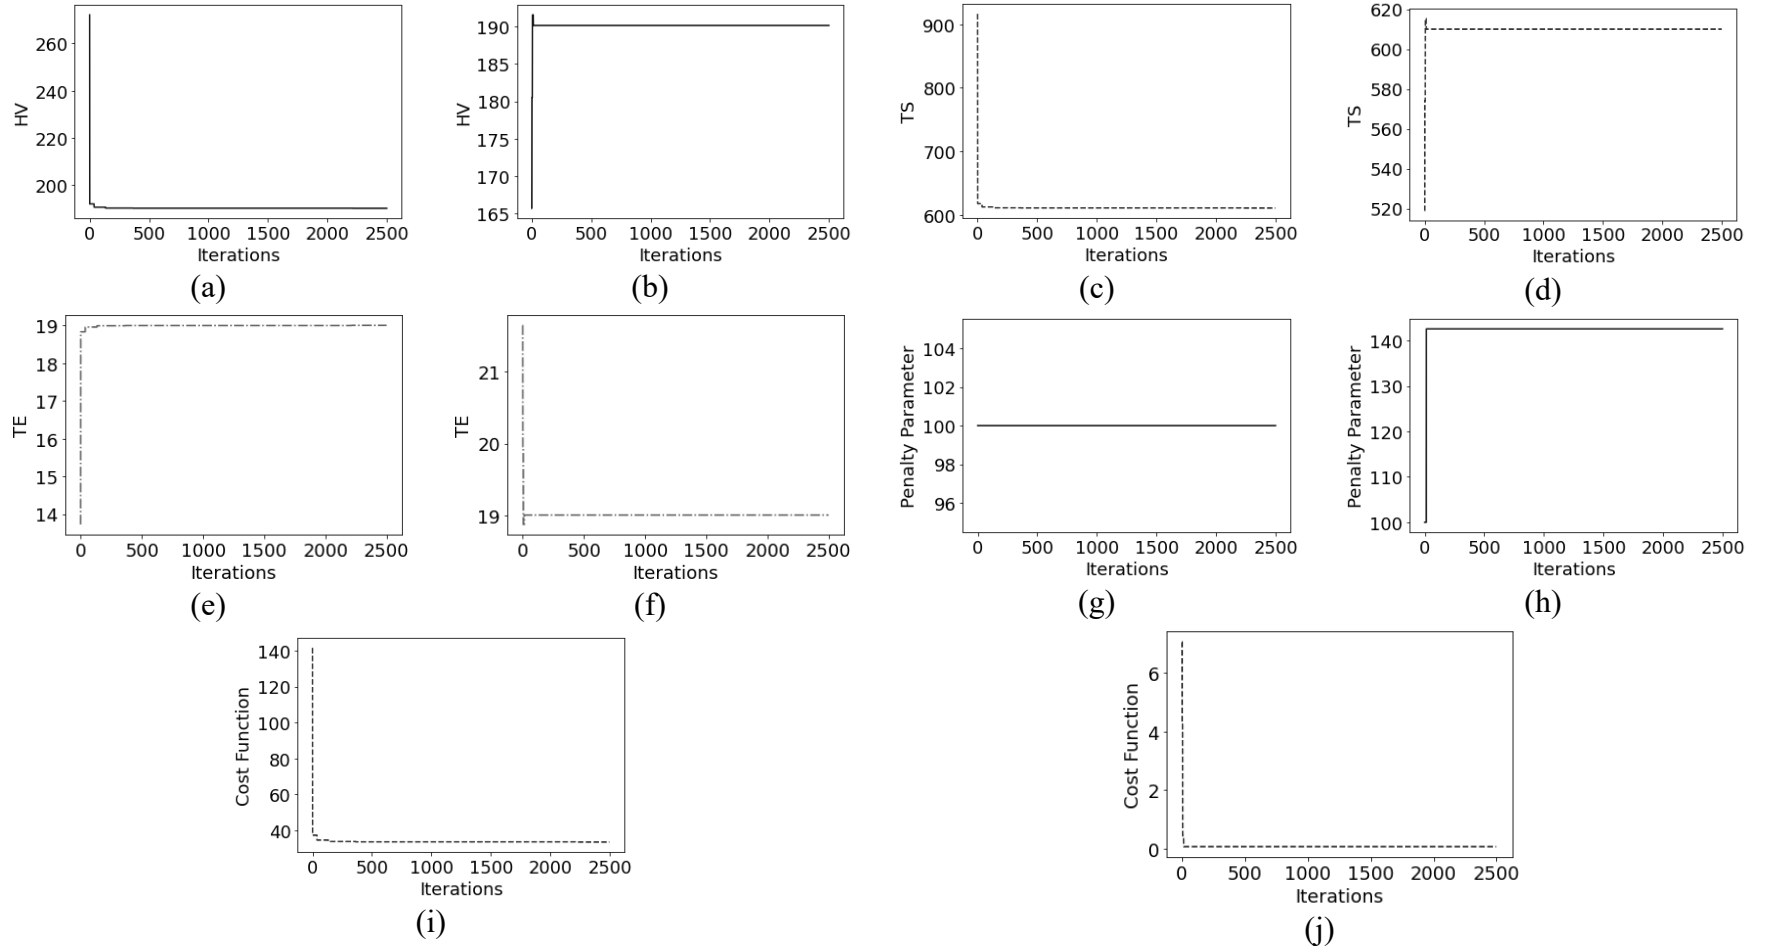 HV
260
240
220
200
0 500 1000 1500 2000 2500
Iterations
(a)
HV
190
185
180
175
170
165
0 500 1000 1500 2000 2500
Iterations
(b)
TS
900
800
700
600
0 500 1000 1500 2000 2500
Iterations
(c)
TS
620
600
580
560
540
520
0 500 1000 1500 2000 2500
Iterations
(d)
TE
19
18
17
16
15
14
0 500 1000 1500 2000 2500
Iterations
(e)
TE
21
20
19
0 500 1000 1500 2000 2500
Iterations
(f)
Penalty Parameter
104
102
100
98
96
0 500 1000 1500 2000 2500
Iterations
(g)
Penalty Parameter
140
130
120
110
100
0 500 1000 1500 2000 2500
Iterations
(h)
Cost Function
140
120
100
80
60
40
0 500 1000 1500 2000 2500
Iterations
(i)
Cost Function
6
4
2
0
0 500 1000 1500 2000 2500
Iterations
(j)